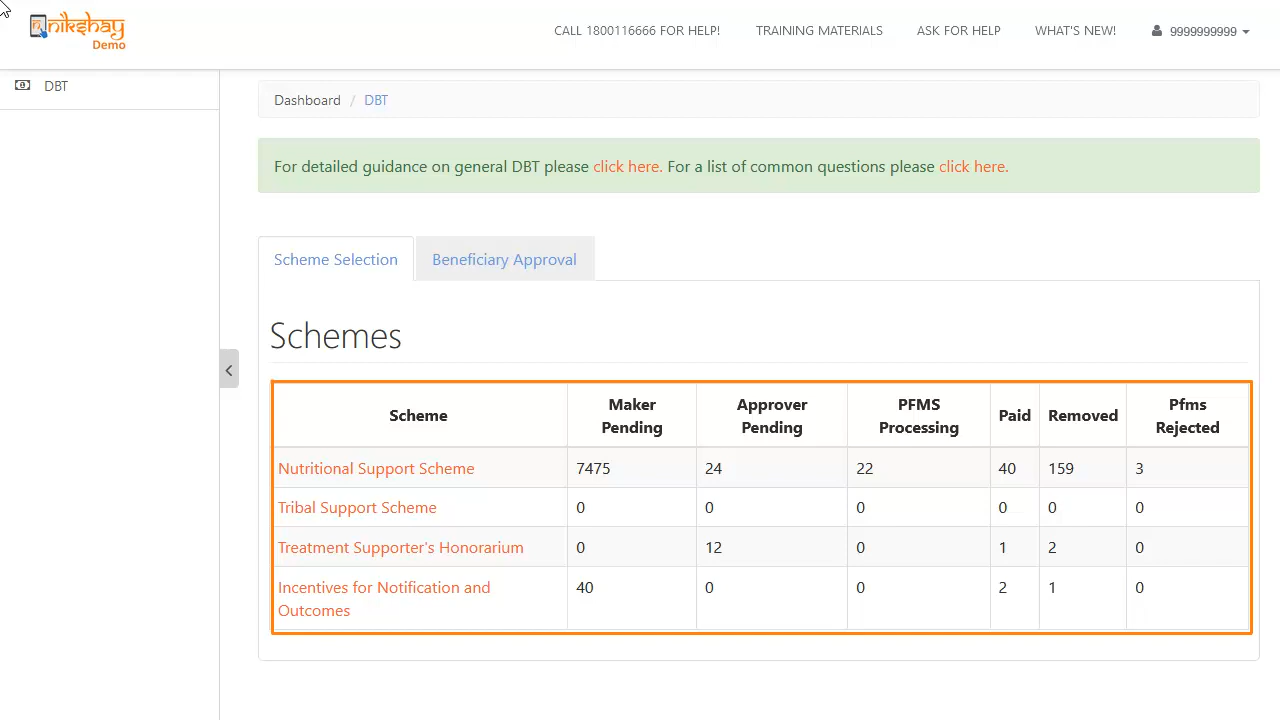 nikshay
Demo
CALL 1800116666 FOR HELP! TRAINING MATERIALS ASK FOR HELP WHAT'S NEW! 9999999999
DBT
Dashboard / DBT
For detailed guidance on general DBT please click here. For a list of common questions please click here.
Scheme Selection Beneficiary Approval
Schemes
Scheme Maker Pending Approver Pending PFMS Processing Paid Removed Pfms Rejected
Nutritional Support Scheme 7475 24 22 40 159 3
Tribal Support Scheme 0 0 0 0 0 0
Treatment Supporter's Honorarium 0 12 0 1 2 0
Incentives for Notification and Outcomes 40 0 0 2 1 0